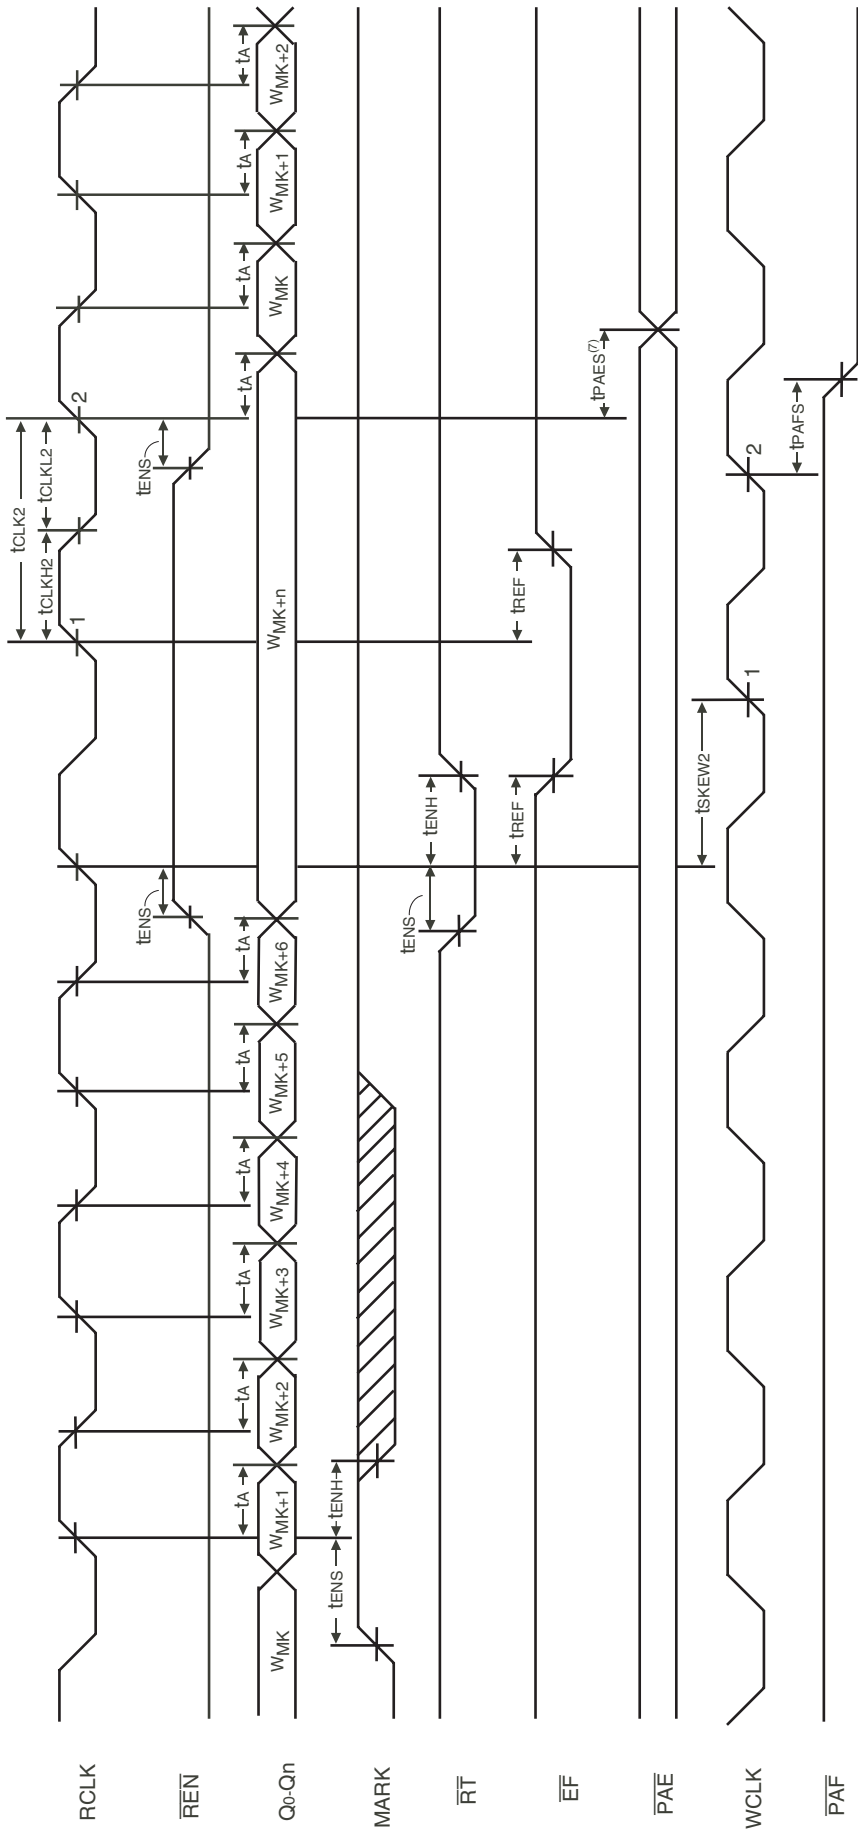 tCLK2
tCLKH2 tCLKL2
RCLK 1 2
tENS tENS
REN
tA tA tA tA tA tA tA tA tA tA
Q0-Qn WMK WMK+1 WMK+2 WMK+3 WMK+4 WMK+5 WMK+6 WMK+n WMK WMK+1 WMK+2
tENS tENH
MARK
tENS tENH
RT
tREF tREF
EF
tPAES(7)
PAE
tSKEW2
WCLK 1 2
tPAFS
PAF